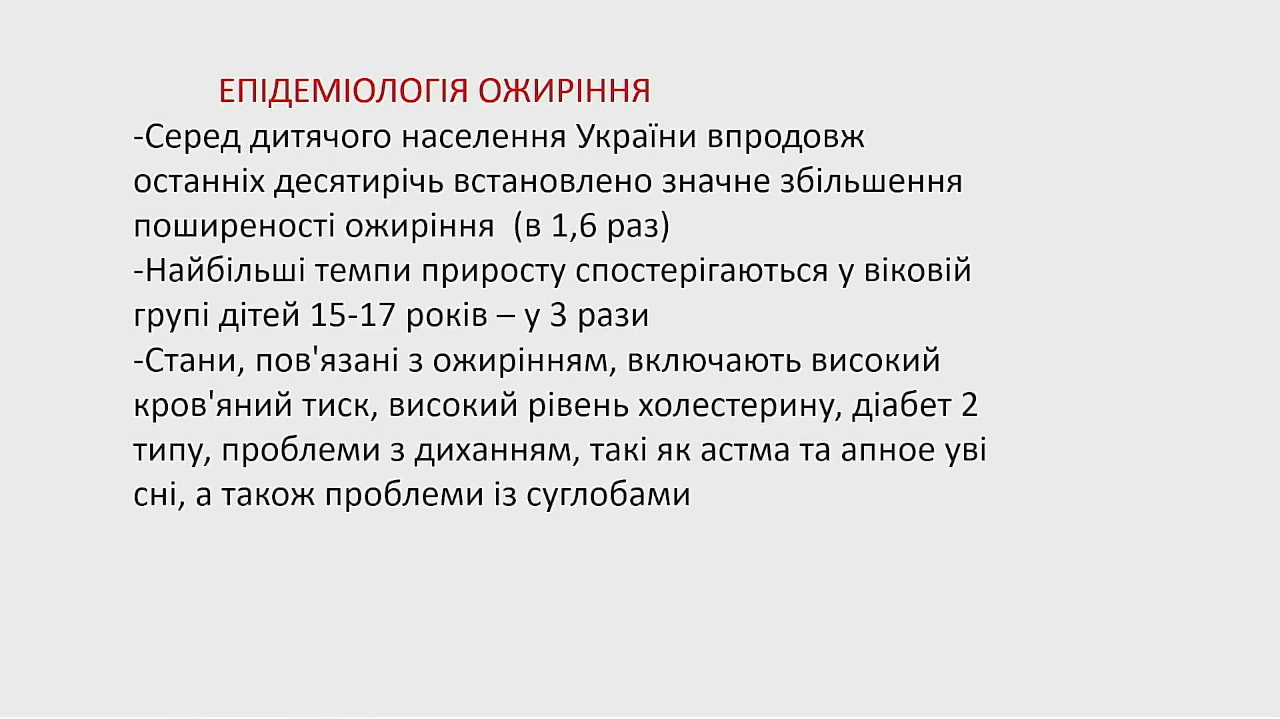 ЕПІДЕМІОЛОГІЯ ОЖИРІННЯ
-Серед дитячого населення України впродовж
останніх десятирічь встановлено значне збільшення
поширеності ожиріння  (в 1,6 раз)
-Найбільші темпи приросту спостерігаються у віковій
групі дітей 15-17 років – у 3 рази
-Стани, пов'язані з ожирінням, включають високий
кров'яний тиск, високий рівень холестерину, діабет 2
типу, проблеми з диханням, такі як астма та апное уві
сні, а також проблеми із суглобами